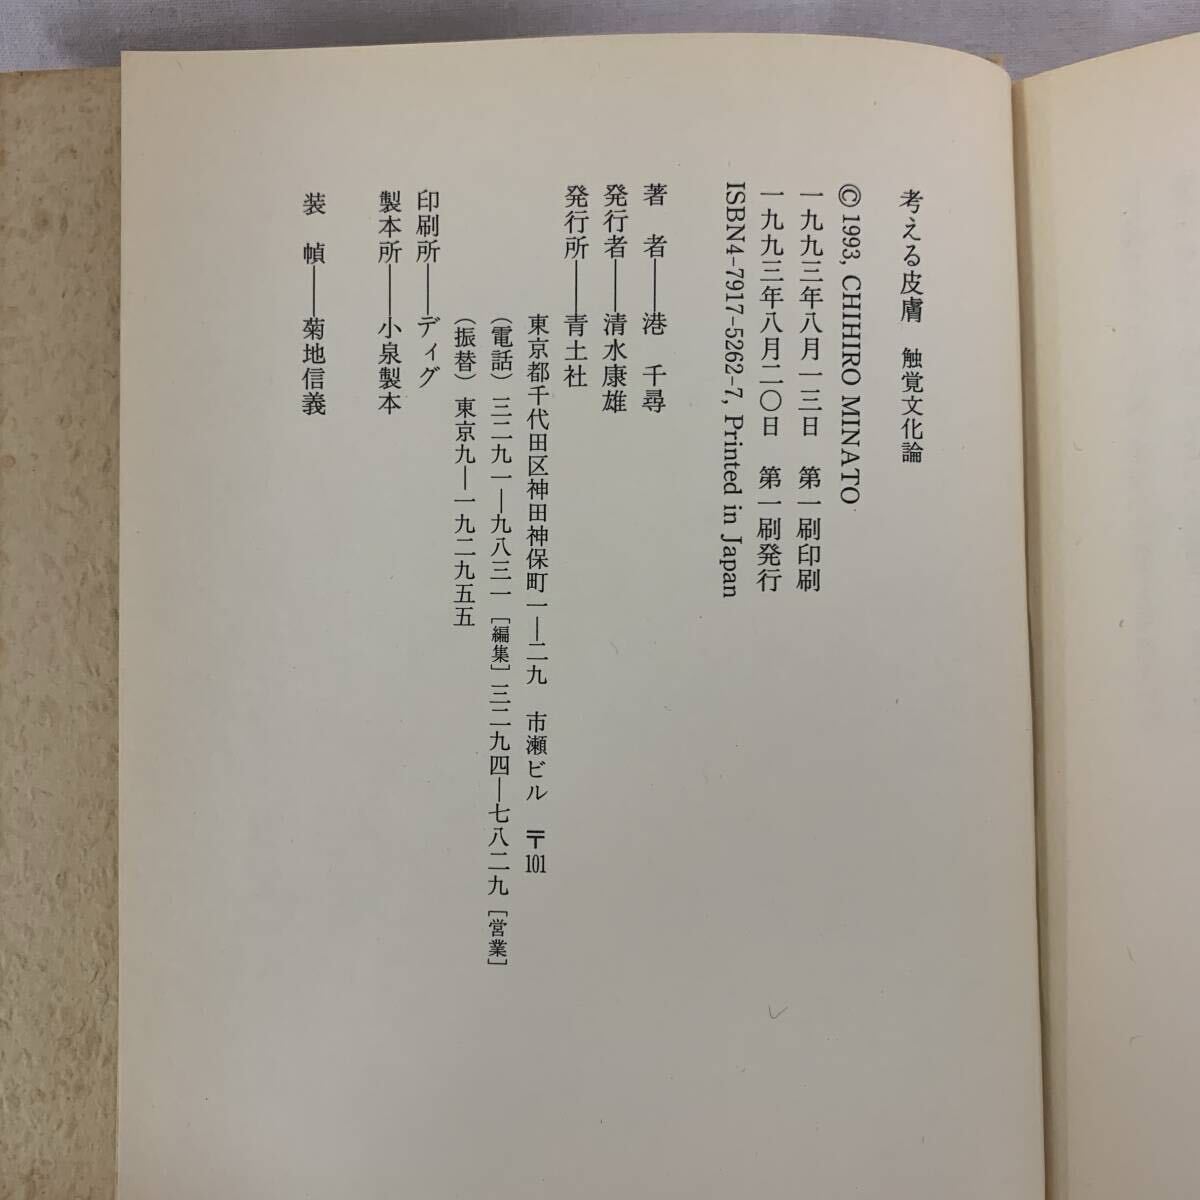 考える皮膚　触覚文化論
© 1993, CHIHIRO MINATO
一九九三年八月一三日　第一刷印刷
一九九三年八月二〇日　第一刷発行
ISBN4-7917-5262-7, Printed in Japan
著　者――港　千尋
発行者――清水康雄
発行所――青土社
東京都千代田区神田神保町一―二九　市瀬ビル　〒101
（電話）三二九一―九八三一［編集］三二九四―七八二九［営業］
（振替）東京九―一九二九五五
印刷所――ディグ
製本所――小泉製本
装　幀――菊地信義